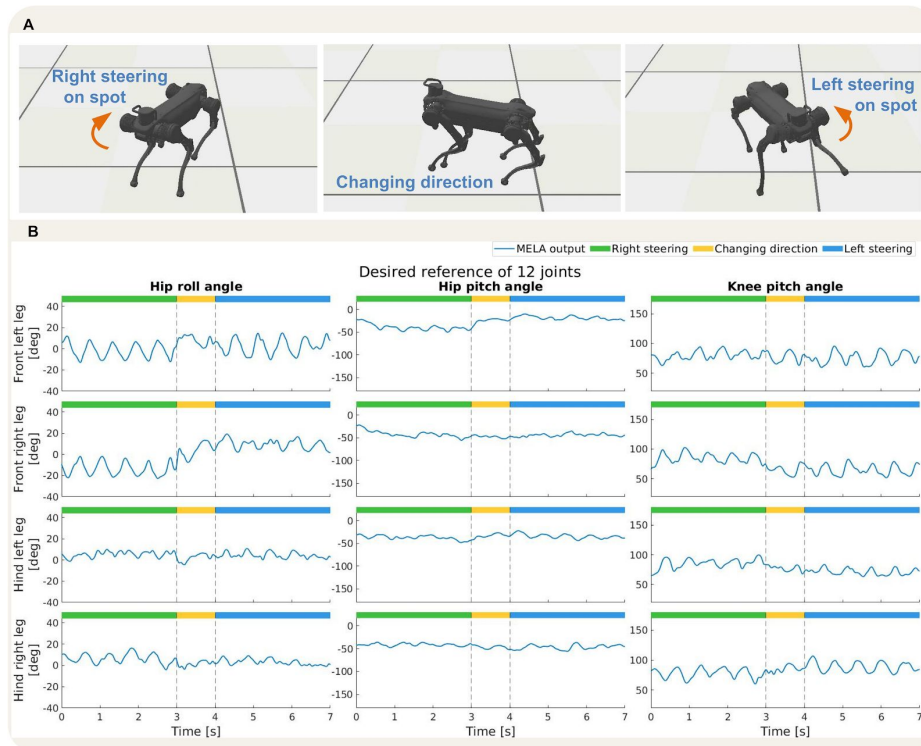 A
Right steering
on spot
Changing direction
Left steering
on spot
B
MELA output Right steering Changing direction Left steering
Desired reference of 12 joints
Hip roll angle Hip pitch angle Knee pitch angle
Front left leg
[deg]
40
20
0
-20
-40
0
-50
-100
-150
150
100
50
Front right leg
[deg]
40
20
0
-20
-40
0
-50
-100
-150
150
100
50
Hind left leg
[deg]
40
20
0
-20
-40
0
-50
-100
-150
150
100
50
Hind right leg
[deg]
40
20
0
-20
-40
0
-50
-100
-150
150
100
50
0 1 2 3 4 5 6 7 0 1 2 3 4 5 6 7 0 1 2 3 4 5 6 7
Time [s] Time [s] Time [s]